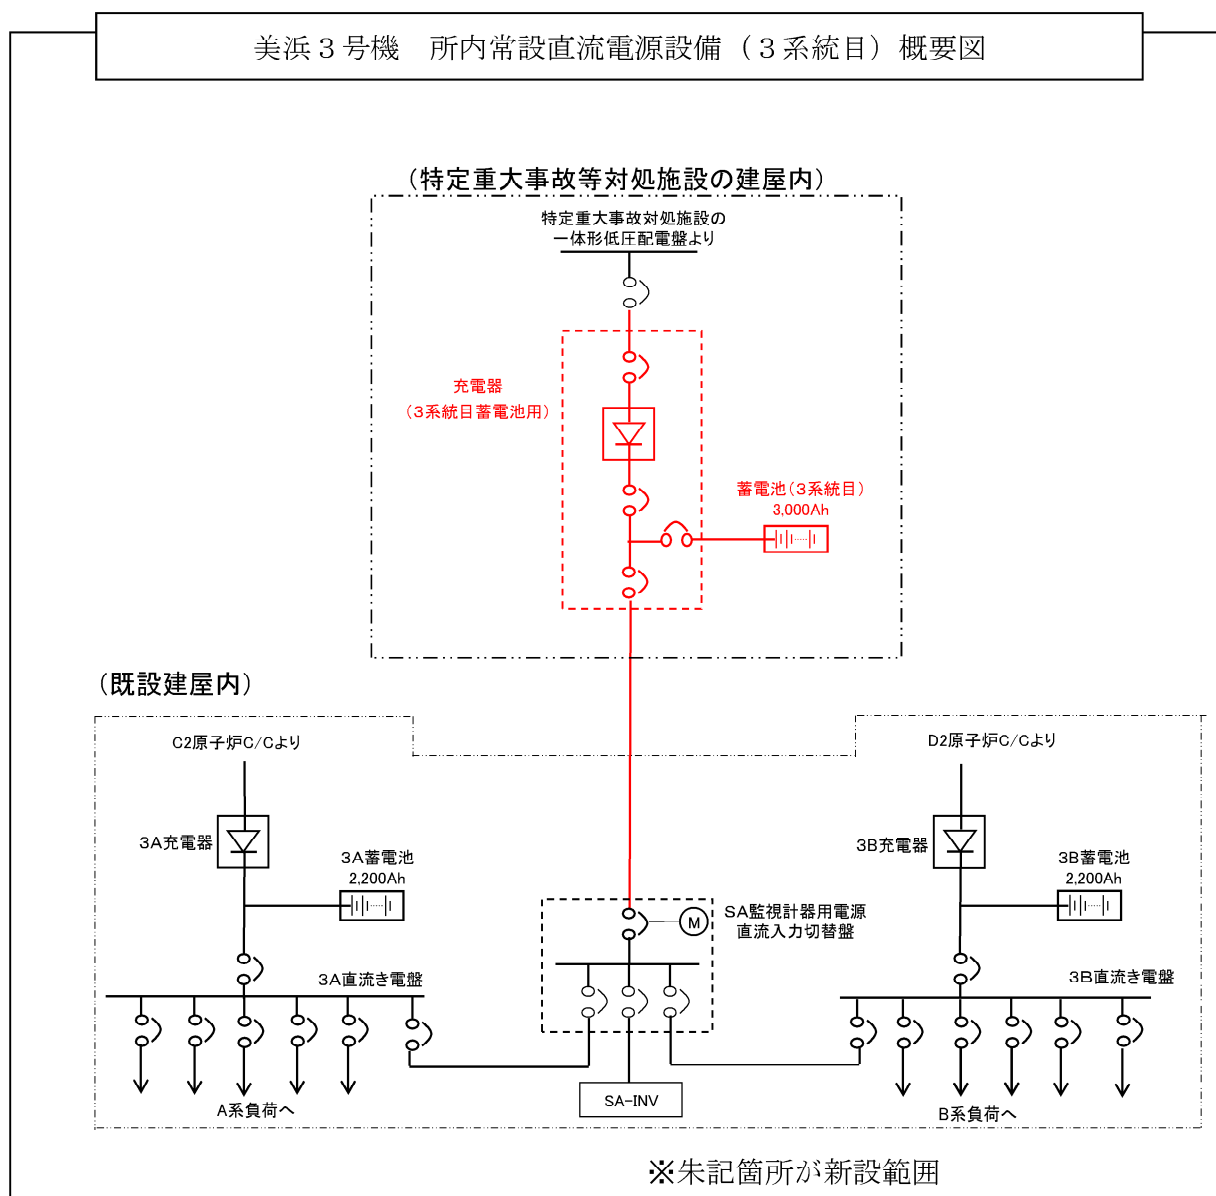 美浜３号機　所内常設直流電源設備（３系統目）概要図
（特定重大事故等対処施設の建屋内）
特定重大事故対処施設の
一体形低圧配電盤より
充電器
（３系統目蓄電池用）
蓄電池（３系統目）
3,000Ah
（既設建屋内）
C2原子炉C/Cより
D2原子炉C/Cより
3A充電器
3A蓄電池
2,200Ah
3B充電器
3B蓄電池
2,200Ah
SA監視計器用電源
直流入力切替盤
M
3A直流き電盤
3B直流き電盤
A系負荷へ
SA-INV
B系負荷へ
※朱記箇所が新設範囲